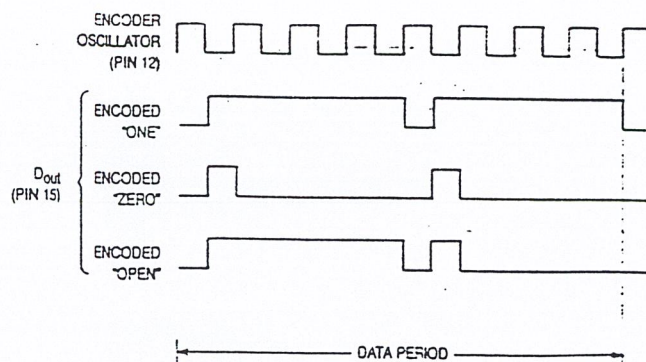 ENCODER
OSCILLATOR
(PIN 12)
ENCODED
"ONE"
Dout
(PIN 15)
ENCODED
"ZERO"
ENCODED
"OPEN"
DATA PERIOD